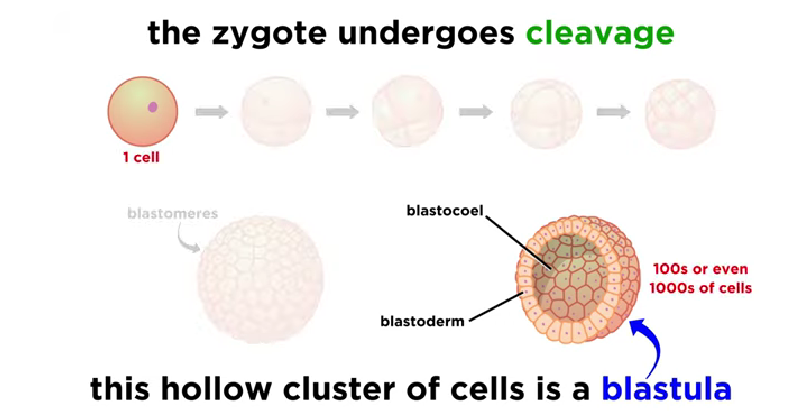 the zygote undergoes cleavage
1 cell
blastomeres
blastocoel
100s or even
1000s of cells
blastoderm
this hollow cluster of cells is a blastula